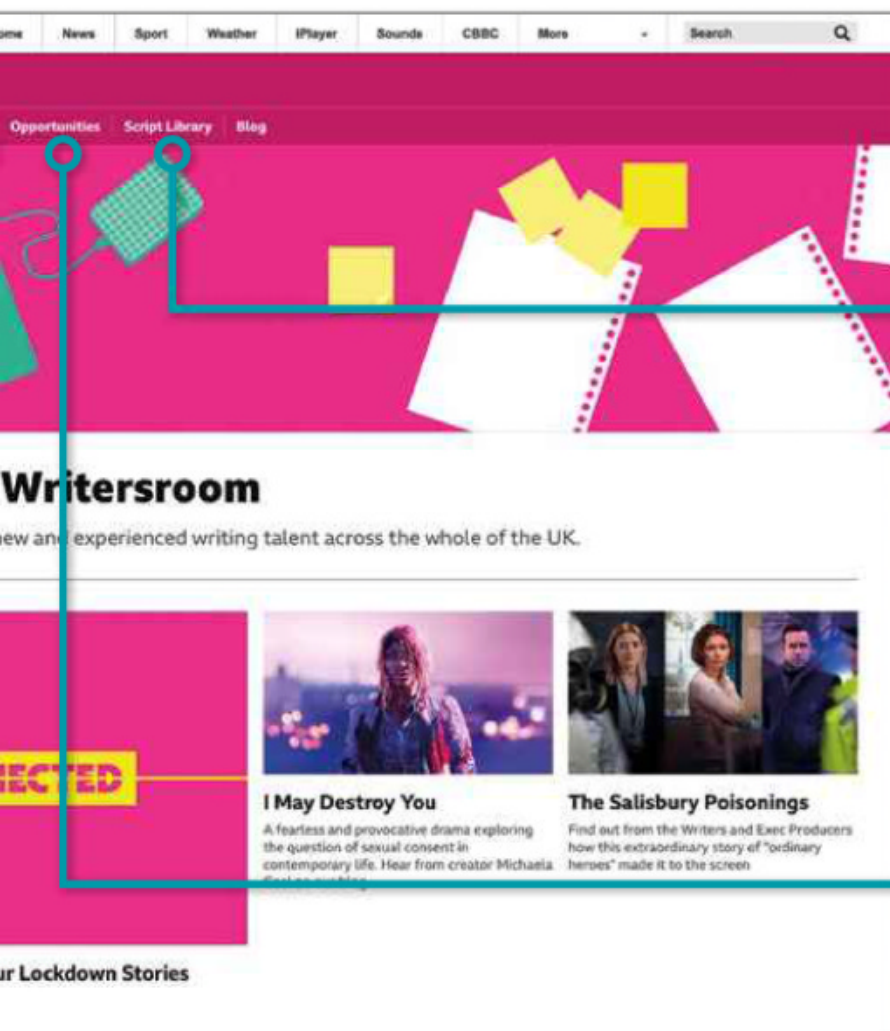 ome News Sport Weather iPlayer Sounds CBBC More Search
Opportunities Script Library Blog
Writersroom
new and experienced writing talent across the whole of the UK.
NECTED
I May Destroy You
A fearless and provocative drama exploring
the question of sexual consent in
contemporary life. Hear from creator Michaela
The Salisbury Poisonings
Find out from the Writers and Exec Producers
how this extraordinary story of "ordinary
heroes" made it to the screen
ur Lockdown Stories